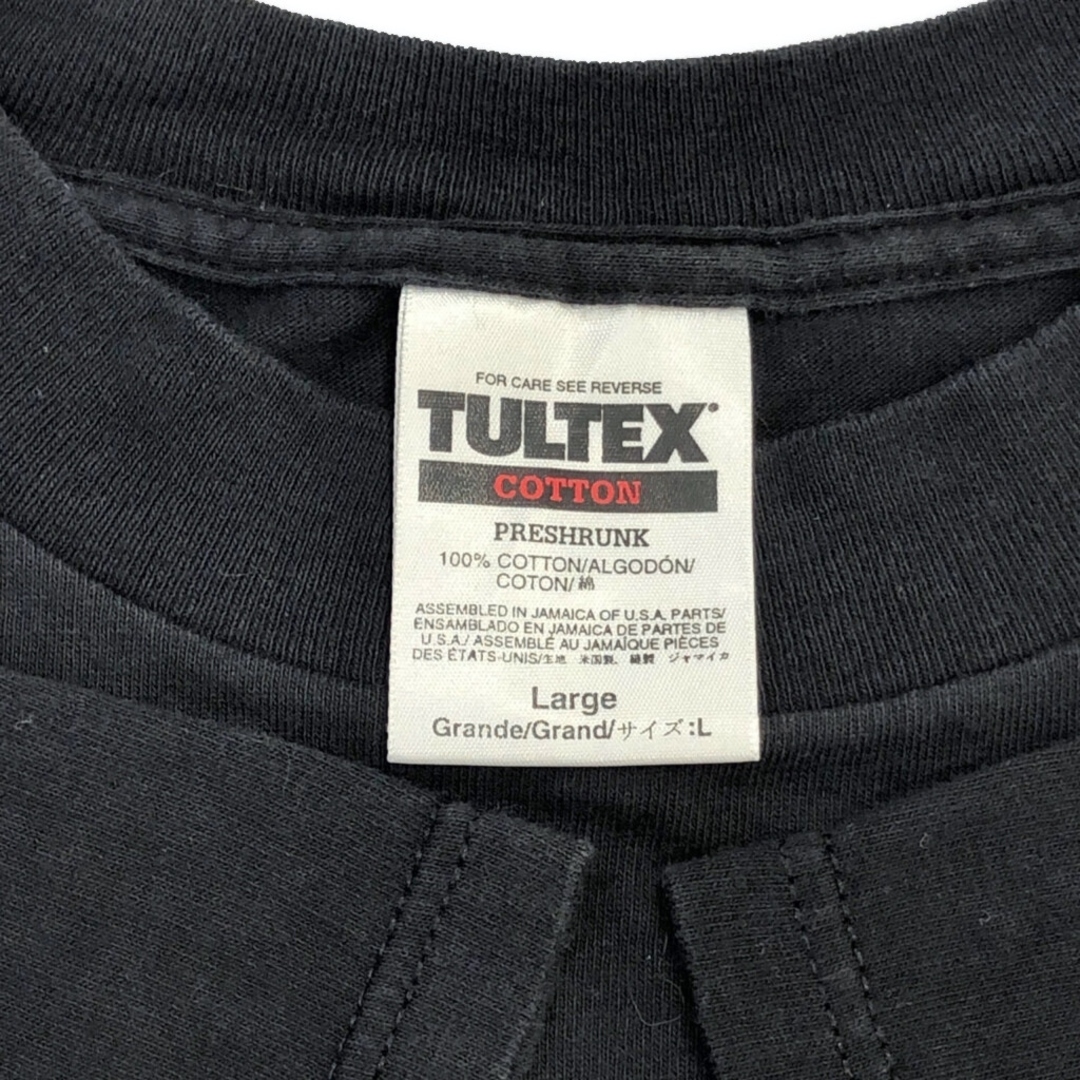 FOR CARE SEE REVERSE
TULTEX
COTTON
PRESHRUNK
100% COTTON/ALGODÓN/
COTON/綿
ASSEMBLED IN JAMAICA OF U.S.A. PARTS/
ENSAMBLADO EN JAMAICA DE PARTES DE
U.S.A./ ASSEMBLÉ AU JAMAÏQUE PIÈCES
DES ÉTATS-UNIS/生地 米国製、縫製 ジャマイカ
Large
Grande/Grand/サイズ:L